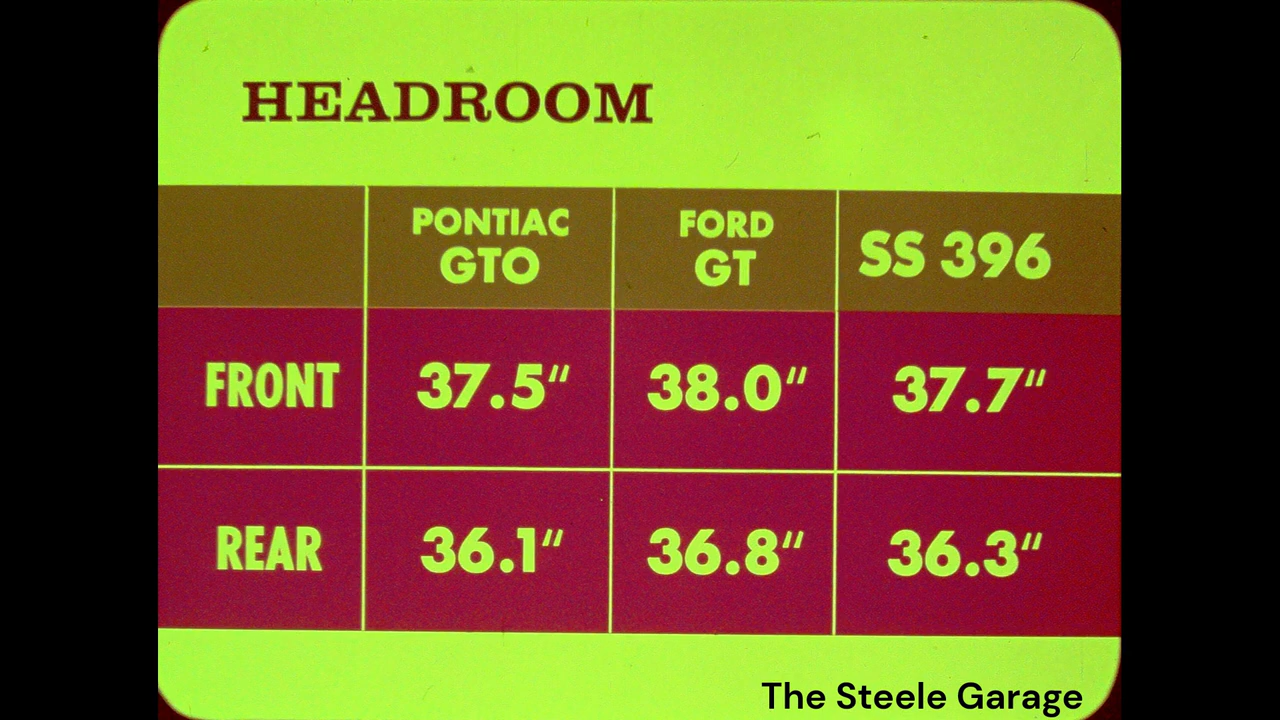 HEADROOM
PONTIAC GTO | FORD GT | SS 396
FRONT | 37.5" | 38.0" | 37.7"
REAR | 36.1" | 36.8" | 36.3"
The Steele Garage